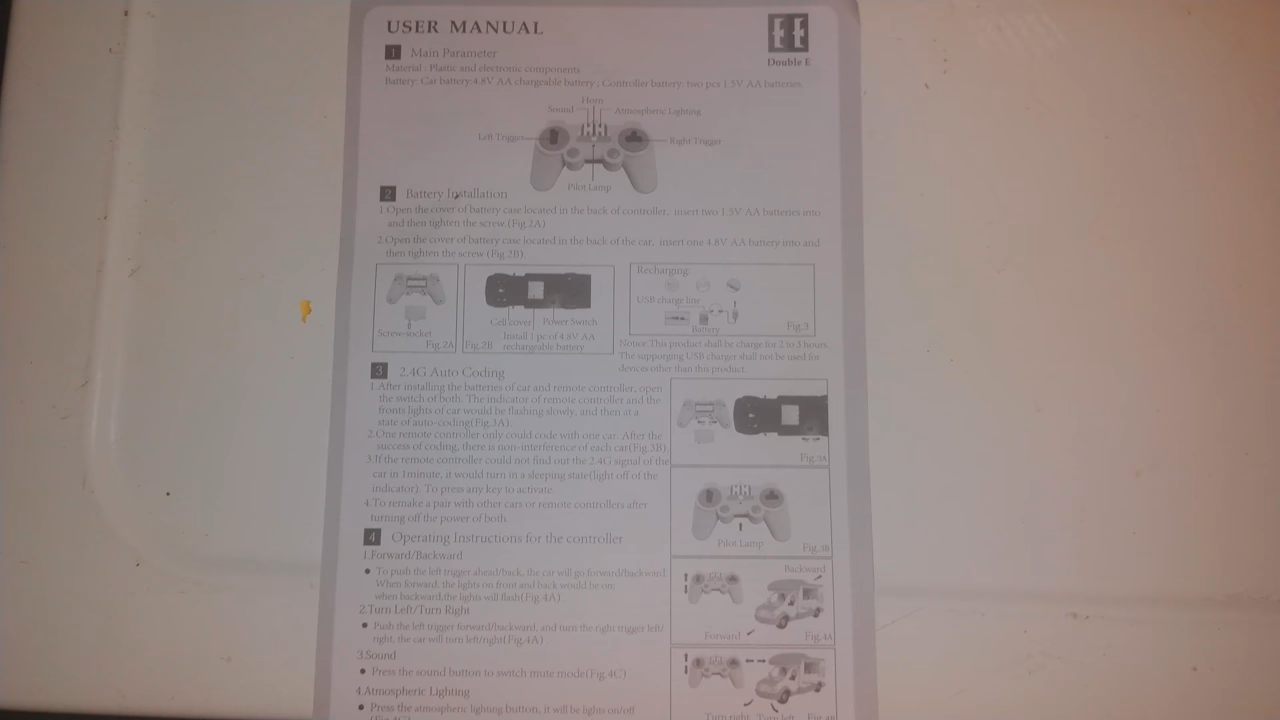 USER MANUAL
Double E
1 Main Parameter
Material : Plastic and electronic components
Battery: Car battery:4.8V AA chargeable battery ; Controller battery: two pcs 1.5V AA batteries.
Horn
Sound
Atmospheric Lighting
Left Trigger
Right Trigger
Pilot Lamp
2 Battery Installation
1.Open the cover of battery case located in the back of controller, insert two 1.5V AA batteries into
and then tighten the screw.(Fig.2A)
2.Open the cover of battery case located in the back of the car, insert one 4.8V AA battery into and
then tighten the screw (Fig.2B).
Screw-socket
Fig.2A
Cell cover
Power Switch
Install 1 pc of 4.8V AA
rechargeable battery
Fig.2B
Recharging:
USB charge line
Battery
Fig.3
Notice:This product shall be charge for 2 to 3 hours.
The supporging USB charger shall not be used for
devices other than this product.
3 2.4G Auto Coding
1.After installing the batteries of car and remote controller, open
the switch of both. The indicator of remote controller and the
fronts lights of car would be flashing slowly, and then at a
state of auto-coding(Fig.3A).
2.One remote controller only could code with one car. After the
success of coding, there is non-interference of each car(Fig.3B).
3.If the remote controller could not find out the 2.4G signal of the
car in 1minute, it would turn in a sleeping state(light off of the
indicator). To press any key to activate.
4.To remake a pair with other cars or remote controllers after
turning off the power of both.
Fig.3A
Pilot Lamp
Fig.3B
4 Operating Instructions for the controller
1.Forward/Backward
● To push the left trigger ahead/back, the car will go forward/backward.
When forward, the lights on front and back would be on;
when backward,the lights will flash(Fig.4A).
2.Turn Left/Turn Right
● Push the left trigger forward/backward, and turn the right trigger left/
right, the car will turn left/right(Fig.4A)
3.Sound
● Press the sound button to switch mute mode(Fig.4C)
4.Atmospheric Lighting
● Press the atmospheric lighting button, it will be lights on/off
(Fig.4C)
Backward
Forward
Fig.4A
Turn right
Turn left
Fig.4B